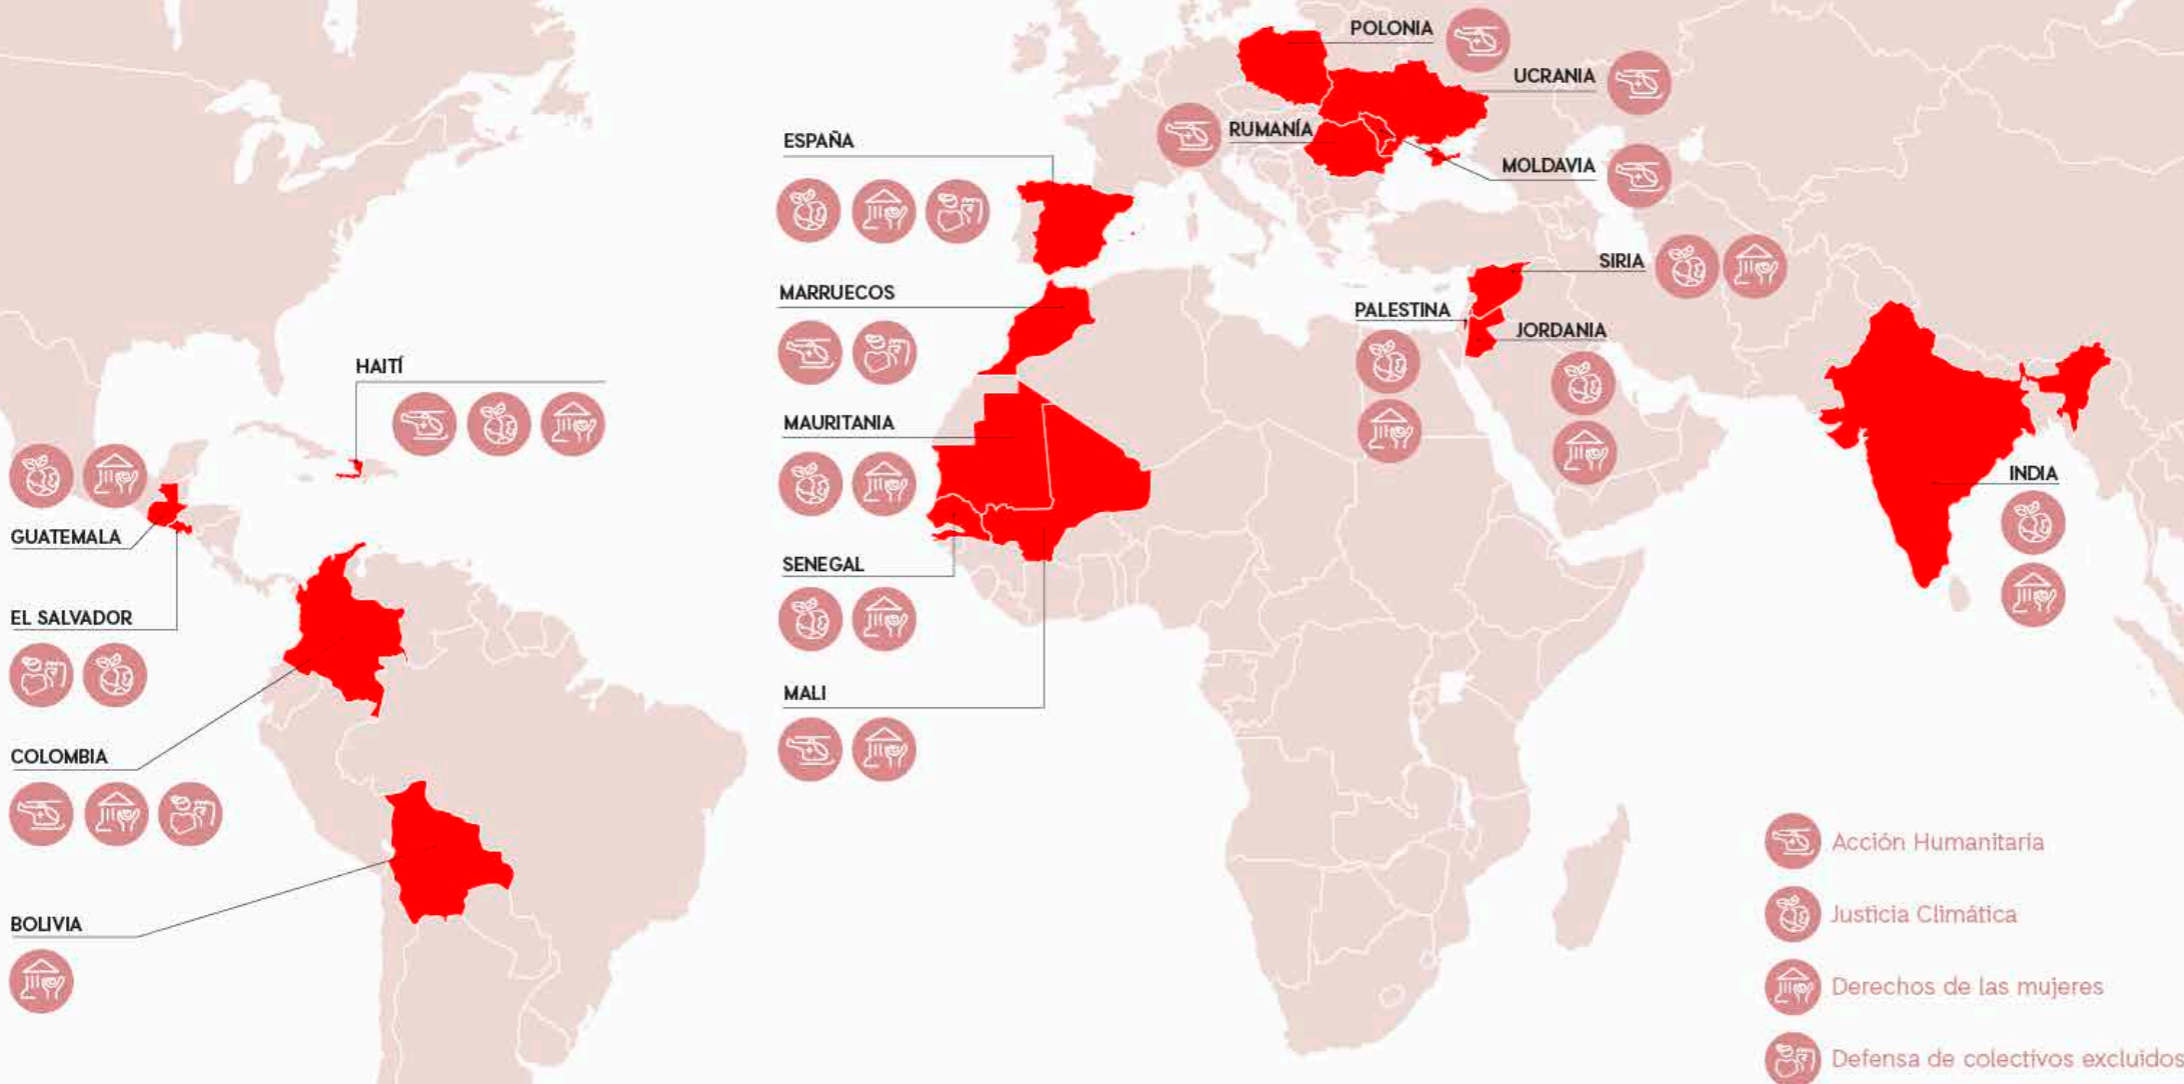 POLONIA
UCRANIA
RUMANÍA
MOLDAVIA
ESPAÑA
SIRIA
MARRUECOS
PALESTINA
JORDANIA
HAITÍ
MAURITANIA
INDIA
GUATEMALA
SENEGAL
EL SALVADOR
MALI
COLOMBIA
BOLIVIA
Acción Humanitaria
Justicia Climática
Derechos de las mujeres
Defensa de colectivos excluidos